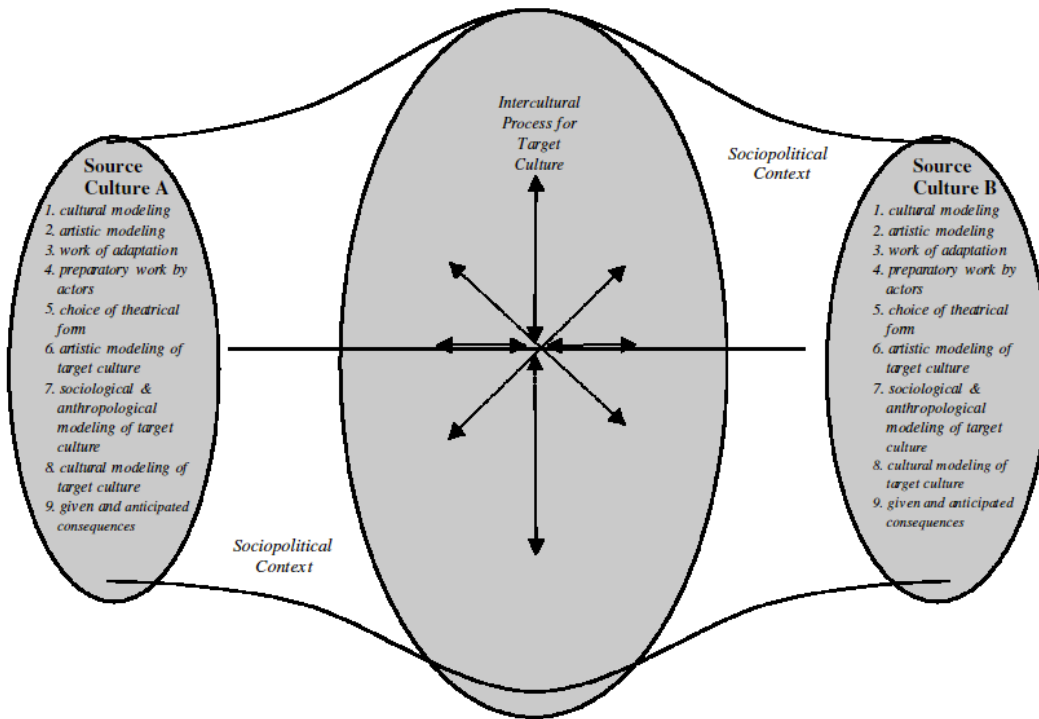 Intercultural
Process for
Target
Culture
Sociopolitical
Context
Source
Culture A
1. cultural modeling
2. artistic modeling
3. work of adaptation
4. preparatory work by
actors
5. choice of theatrical
form
6. artistic modeling of
target culture
7. sociological &
anthropological
modeling of target
culture
8. cultural modeling of
target culture
9. given and anticipated
consequences
Source
Culture B
1. cultural modeling
2. artistic modeling
3. work of adaptation
4. preparatory work by
actors
5. choice of theatrical
form
6. artistic modeling of
target culture
7. sociological &
anthropological
modeling of target
culture
8. cultural modeling of
target culture
9. given and anticipated
consequences
Sociopolitical
Context